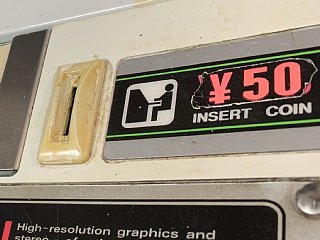 ¥ 50
INSERT COIN
High-resolution graphics and